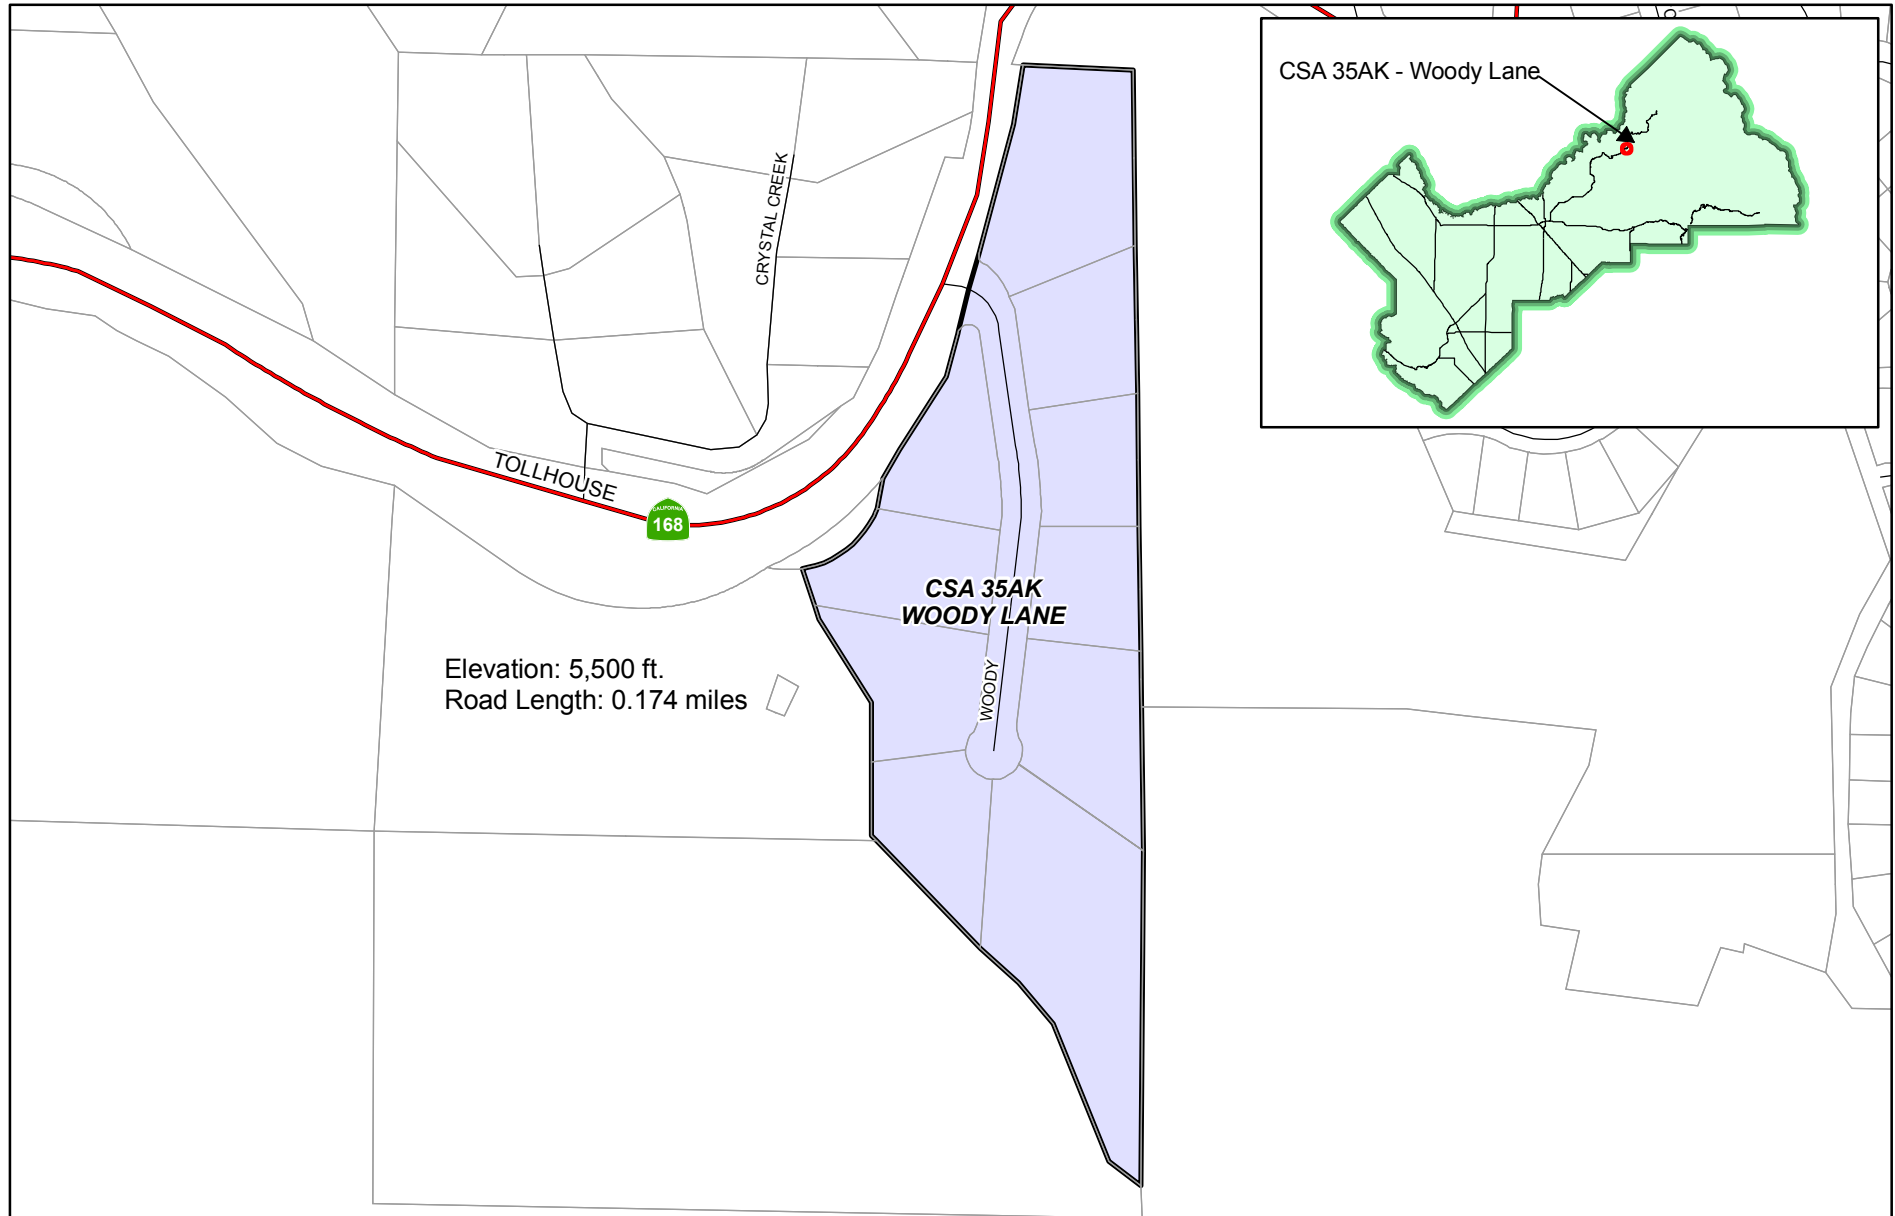 CSA 35AK - Woody Lane
CRYSTAL CREEK
TOLLHOUSE
CALIFORNIA
168
CSA 35AK
WOODY LANE
Elevation: 5,500 ft.
Road Length: 0.174 miles
WOODY